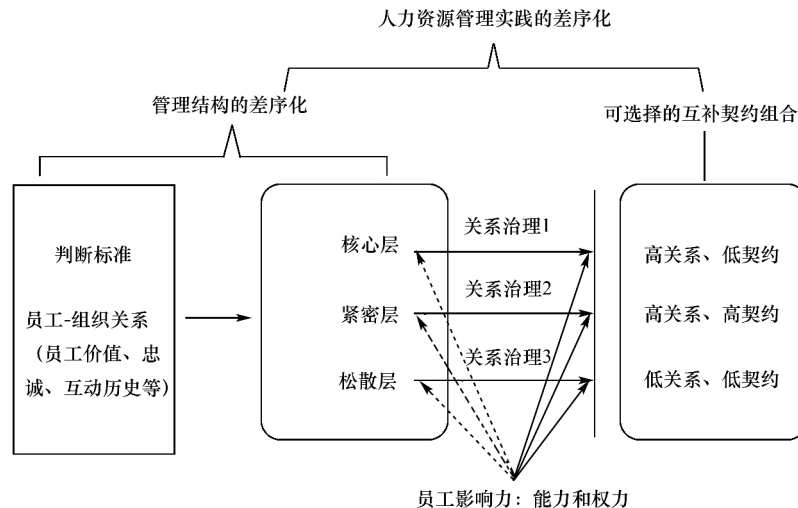 人力资源管理实践的差序化
管理结构的差序化
可选择的互补契约组合
判断标准
员工-组织关系
（员工价值、忠
诚、互动历史等）
核心层
紧密层
松散层
关系治理1
关系治理2
关系治理3
高关系、低契约
高关系、高契约
低关系、低契约
员工影响力：能力和权力